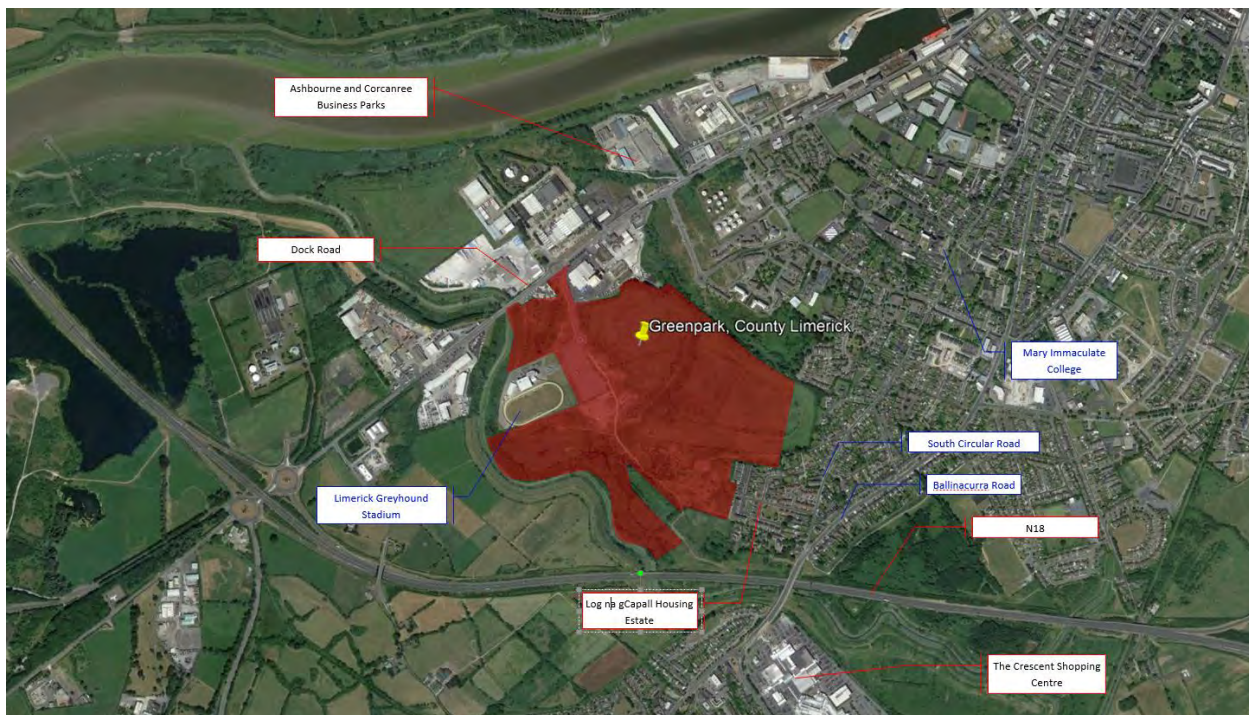 Ashbourne and Corcanree
Business Parks
Dock Road
Greenpark, County Limerick
Mary Immaculate
College
South Circular Road
Limerick Greyhound
Stadium
Ballinacurra Road
N18
Log na gCapall Housing
Estate
The Crescent Shopping
Centre